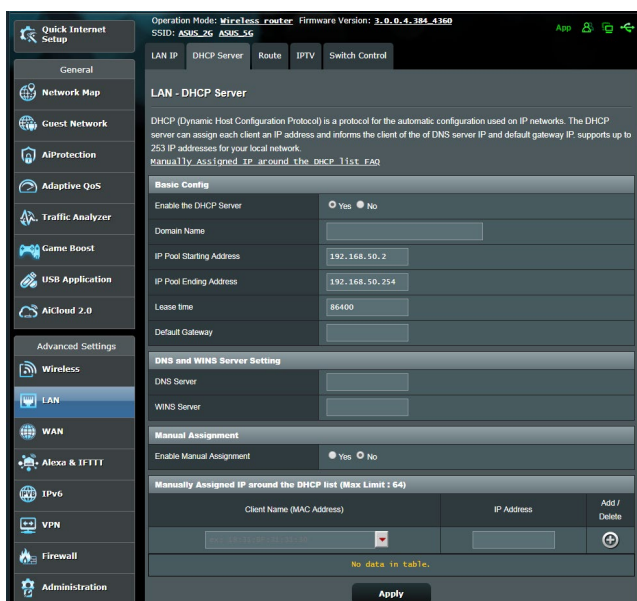 Quick Internet
Setup
General
Network Map
Guest Network
AiProtection
Adaptive QoS
Traffic Analyzer
Game Boost
USB Application
AiCloud 2.0
Advanced Settings
Wireless
LAN
WAN
Alexa & IFTTT
IPv6
VPN
Firewall
Administration
Operation Mode: Wireless router Firmware Version: 3.0.0.4.384_4360
SSID: ASUS_2G ASUS_5G
App
LAN IP DHCP Server Route IPTV Switch Control
LAN - DHCP Server
DHCP (Dynamic Host Configuration Protocol) is a protocol for the automatic configuration used on IP networks. The DHCP
server can assign each client an IP address and informs the client of the of DNS server IP and default gateway IP. supports up to
253 IP addresses for your local network.
Manually Assigned IP around the DHCP list FAQ
Basic Config
Enable the DHCP Server Yes No
Domain Name
IP Pool Starting Address 192.168.50.2
IP Pool Ending Address 192.168.50.254
Lease time 86400
Default Gateway
DNS and WINS Server Setting
DNS Server
WINS Server
Manual Assignment
Enable Manual Assignment Yes No
Manually Assigned IP around the DHCP list (Max Limit : 64)
Client Name (MAC Address) IP Address Add /
Delete
No data in table.
Apply